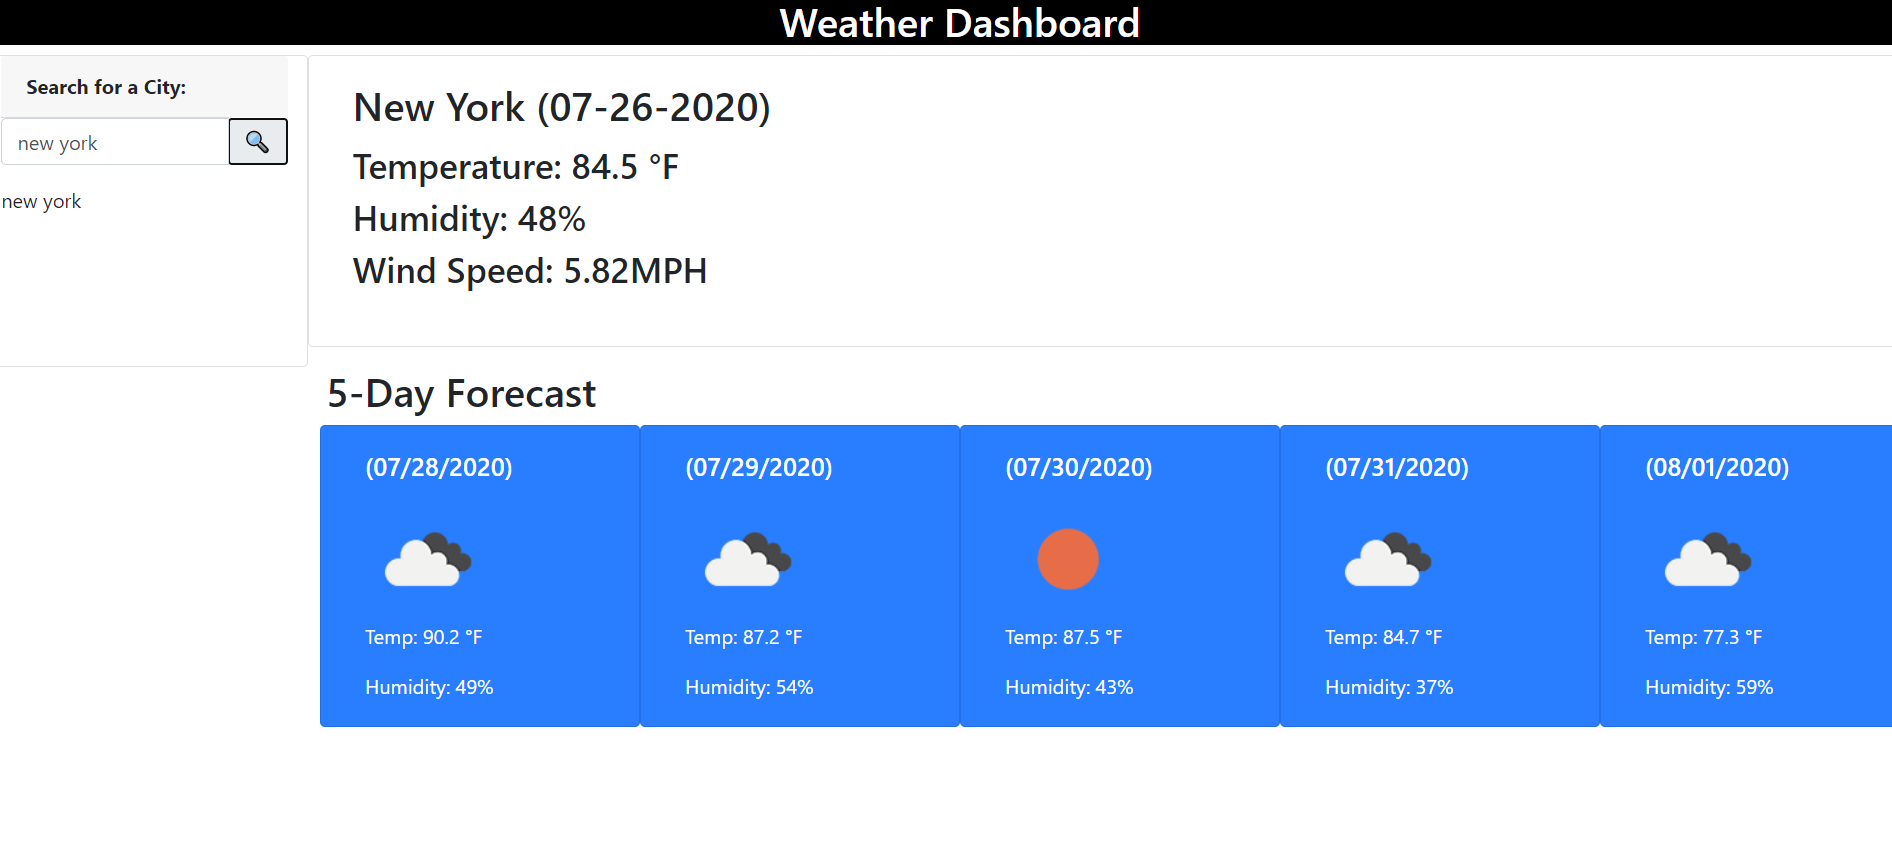 Weather Dashboard
Search for a City:
new york
new york
New York (07-26-2020)
Temperature: 84.5 °F
Humidity: 48%
Wind Speed: 5.82MPH
5-Day Forecast
(07/28/2020)
Temp: 90.2 °F
Humidity: 49%
(07/29/2020)
Temp: 87.2 °F
Humidity: 54%
(07/30/2020)
Temp: 87.5 °F
Humidity: 43%
(07/31/2020)
Temp: 84.7 °F
Humidity: 37%
(08/01/2020)
Temp: 77.3 °F
Humidity: 59%